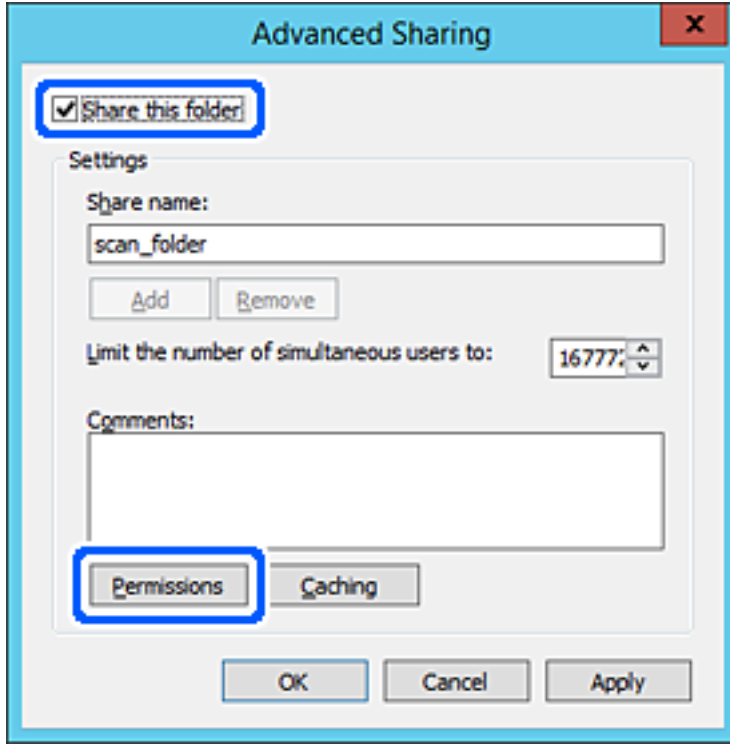 Advanced Sharing
x
Share this folder
Settings
Share name:
scan_folder
Add Remove
Limit the number of simultaneous users to:
Comments:
Permissions Caching
OK Cancel Apply